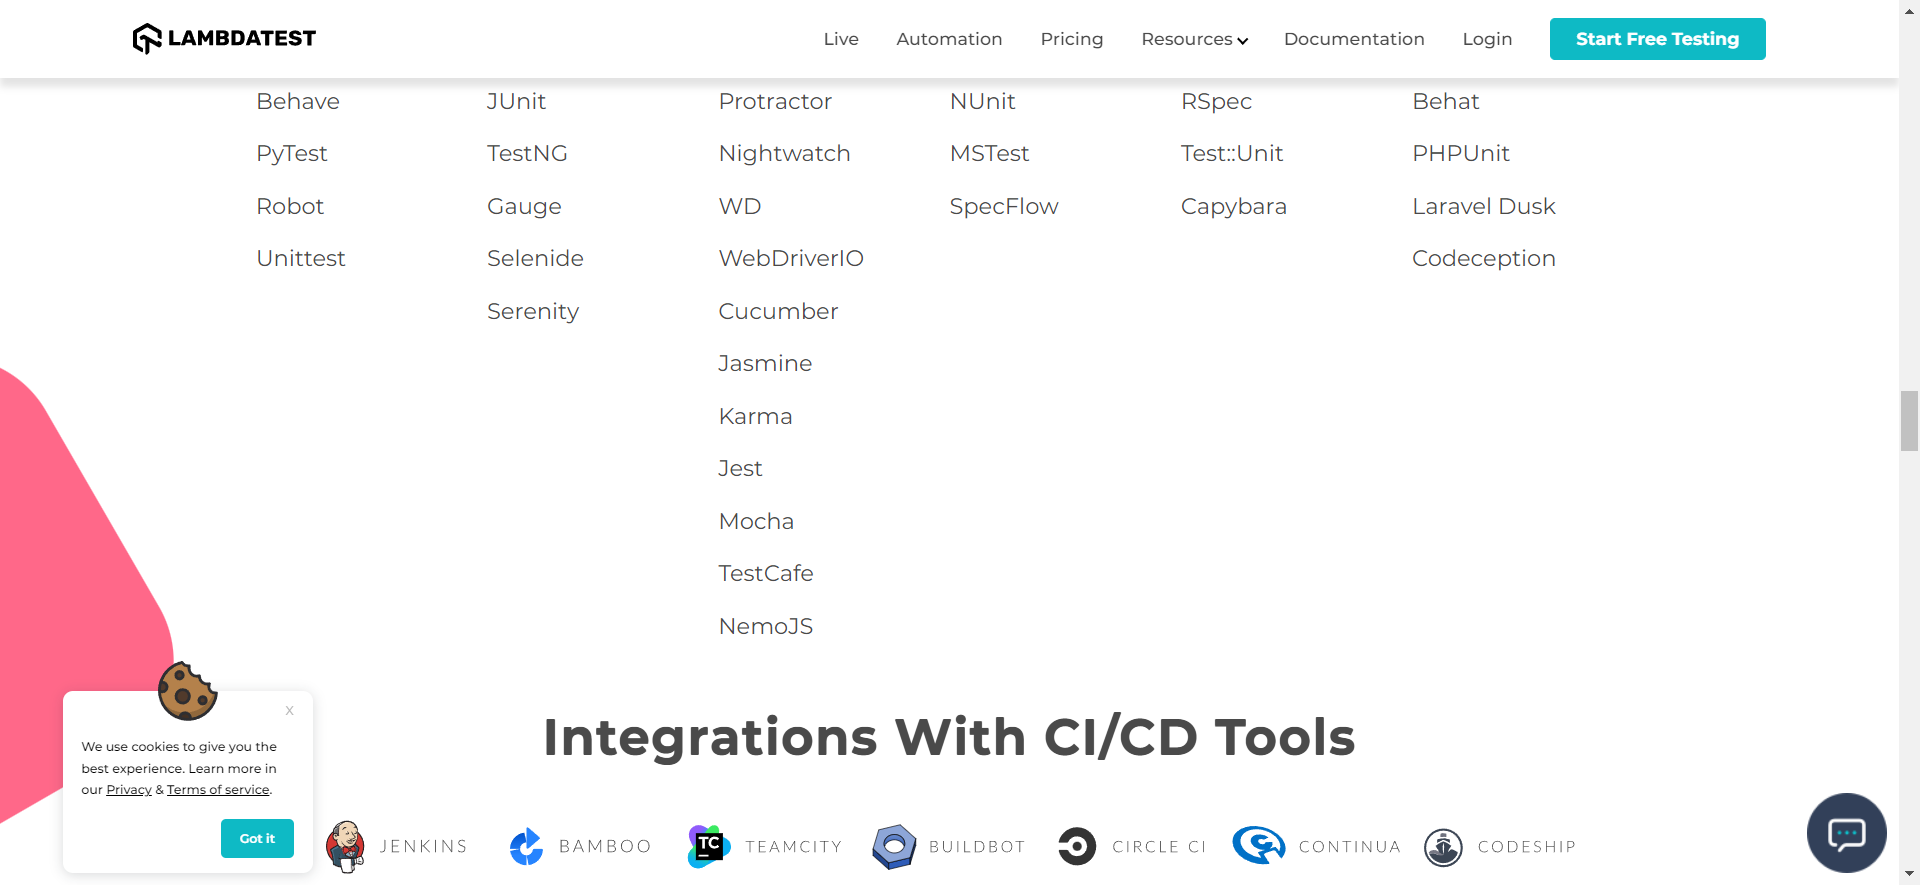 LAMBDATEST
Live Automation Pricing Resources Documentation Login Start Free Testing
Behave JUnit Protractor NUnit RSpec Behat
PyTest TestNG Nightwatch MSTest Test::Unit PHPUnit
Robot Gauge WD SpecFlow Capybara Laravel Dusk
Unittest Selenide WebDriverIO Codeception
Serenity Cucumber
Jasmine
Karma
Jest
Mocha
TestCafe
NemoJS
X
We use cookies to give you the
best experience. Learn more in
our Privacy & Terms of service.
Got it
Integrations With CI/CD Tools
JENKINS BAMBOO TC TEAMCITY BUILDBOT CIRCLE CI CONTINUA CODESHIP